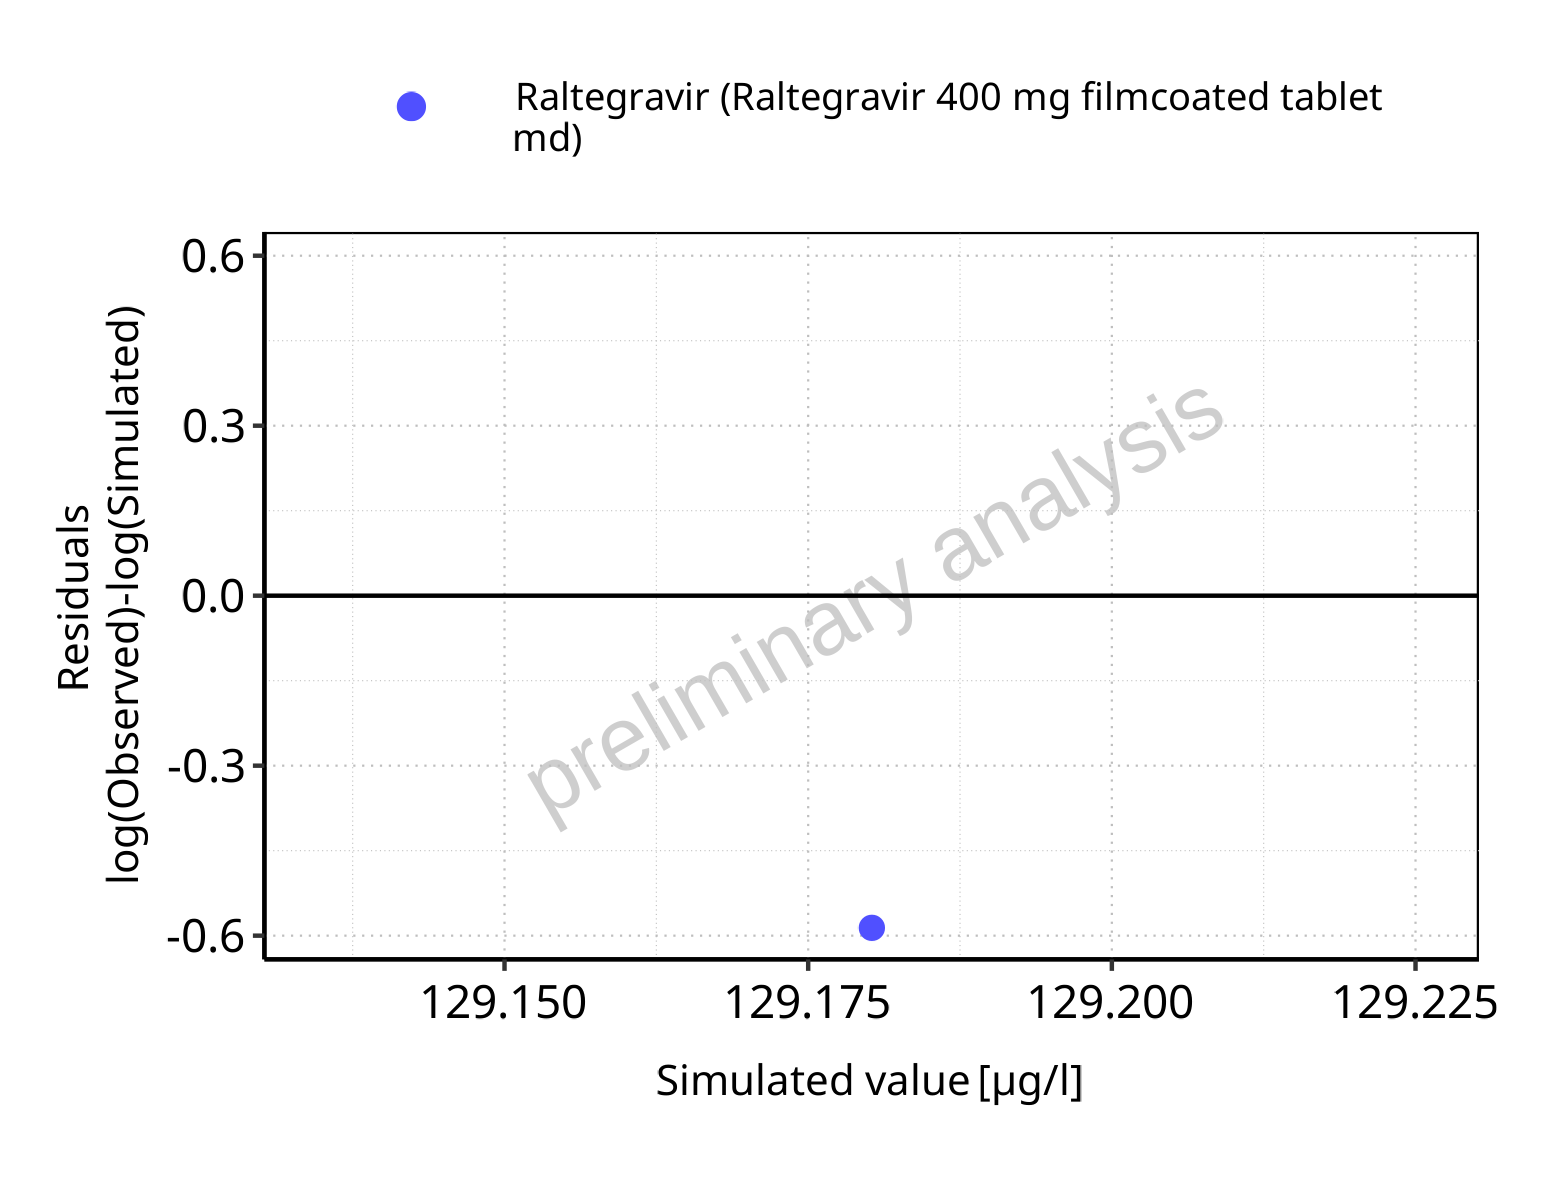 Raltegravir (Raltegravir 400 mg filmcoated tablet
md)
Residuals
log(Observed)-log(Simulated)
0.6
0.3
0.0
-0.3
-0.6
preliminary analysis
129.150
129.175
129.200
129.225
Simulated value [µg/l]